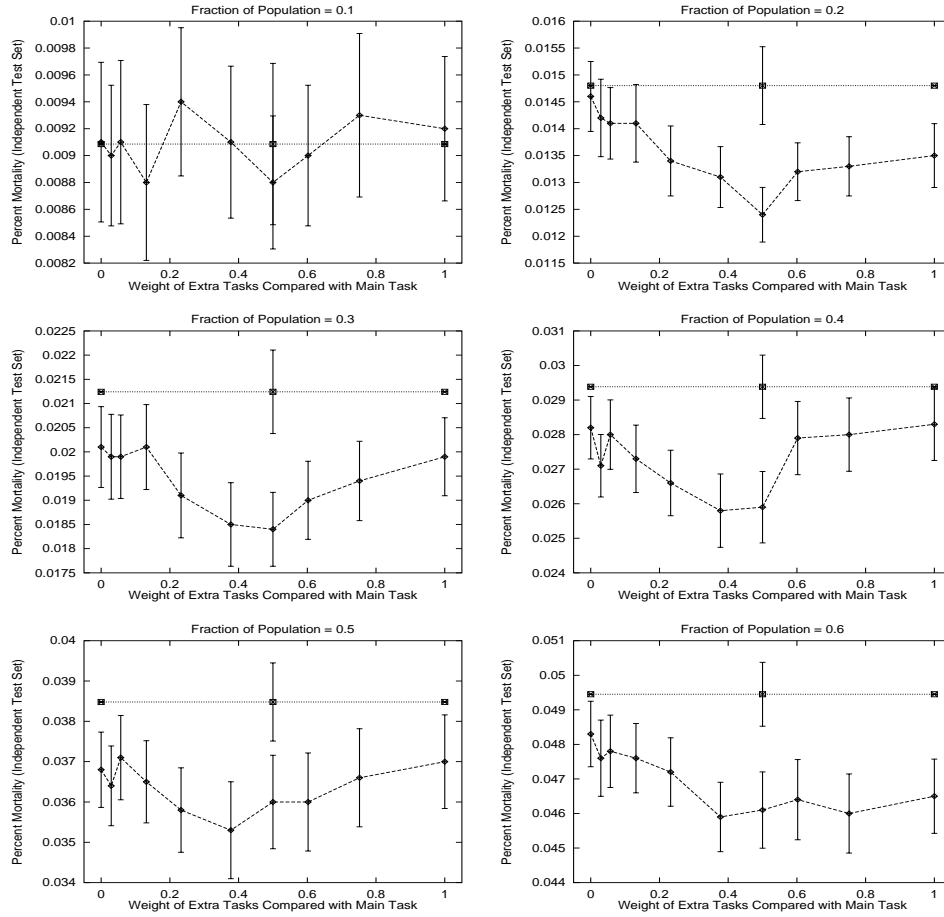 Fraction of Population = 0.1
Percent Mortality (Independent Test Set)
0.01
0.0098
0.0096
0.0094
0.0092
0.009
0.0088
0.0086
0.0084
0.0082
0 0.2 0.4 0.6 0.8 1
Weight of Extra Tasks Compared with Main Task
Fraction of Population = 0.2
Percent Mortality (Independent Test Set)
0.016
0.0155
0.015
0.0145
0.014
0.0135
0.013
0.0125
0.012
0.0115
0 0.2 0.4 0.6 0.8 1
Weight of Extra Tasks Compared with Main Task
Fraction of Population = 0.3
Percent Mortality (Independent Test Set)
0.0225
0.022
0.0215
0.021
0.0205
0.02
0.0195
0.019
0.0185
0.018
0.0175
0 0.2 0.4 0.6 0.8 1
Weight of Extra Tasks Compared with Main Task
Fraction of Population = 0.4
Percent Mortality (Independent Test Set)
0.031
0.03
0.029
0.028
0.027
0.026
0.025
0.024
0 0.2 0.4 0.6 0.8 1
Weight of Extra Tasks Compared with Main Task
Fraction of Population = 0.5
Percent Mortality (Independent Test Set)
0.04
0.039
0.038
0.037
0.036
0.035
0.034
0 0.2 0.4 0.6 0.8 1
Weight of Extra Tasks Compared with Main Task
Fraction of Population = 0.6
Percent Mortality (Independent Test Set)
0.051
0.05
0.049
0.048
0.047
0.046
0.045
0.044
0 0.2 0.4 0.6 0.8 1
Weight of Extra Tasks Compared with Main Task